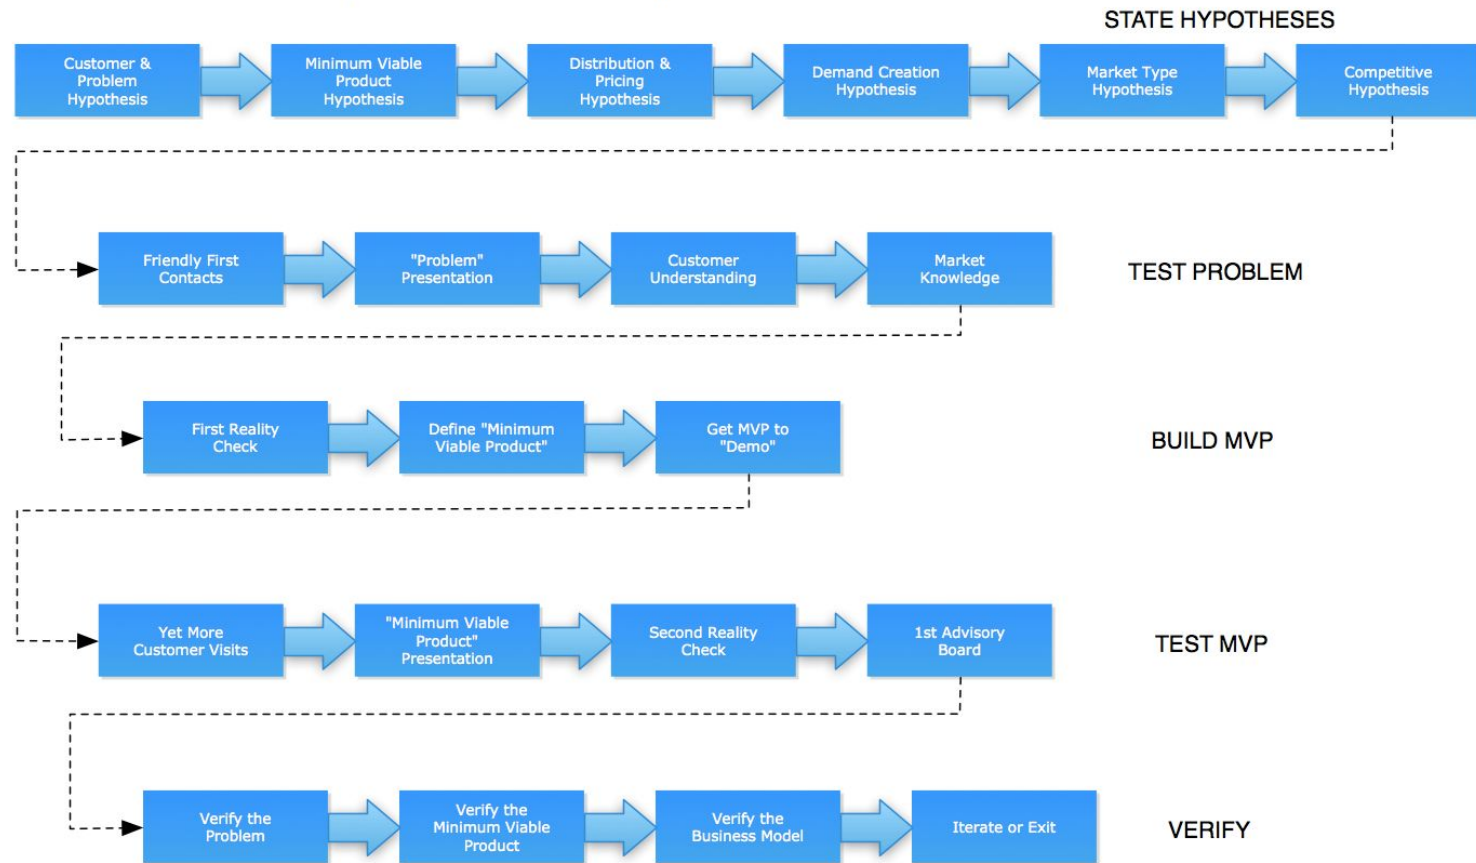 STATE HYPOTHESES
Customer &
Problem
Hypothesis
Minimum Viable
Product
Hypothesis
Distribution &
Pricing
Hypothesis
Demand Creation
Hypothesis
Market Type
Hypothesis
Competitive
Hypothesis
Friendly First
Contacts
"Problem"
Presentation
Customer
Understanding
Market
Knowledge
TEST PROBLEM
First Reality
Check
Define "Minimum
Viable Product"
Get MVP to
"Demo"
BUILD MVP
Yet More
Customer Visits
"Minimum Viable
Product"
Presentation
Second Reality
Check
1st Advisory
Board
TEST MVP
Verify the
Problem
Verify the
Minimum Viable
Product
Verify the
Business Model
Iterate or Exit
VERIFY